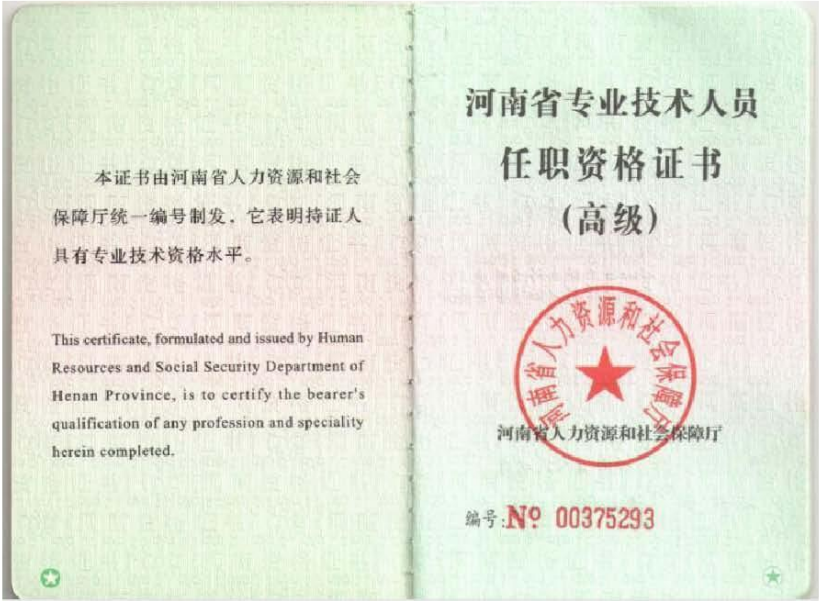 本证书由河南省人力资源和社会
保障厅统一编号制发，它表明持证人
具有专业技术资格水平。
This certificate, formulated and issued by Human
Resources and Social Security Department of
Henan Province, is to certify the bearer's
qualification of any profession and speciality
herein completed.
河南省专业技术人员
任职资格证书
(高级)
河南省人力资源和社会保障厅
河南省人力资源和社会保障厅
编号:Nº 00375293